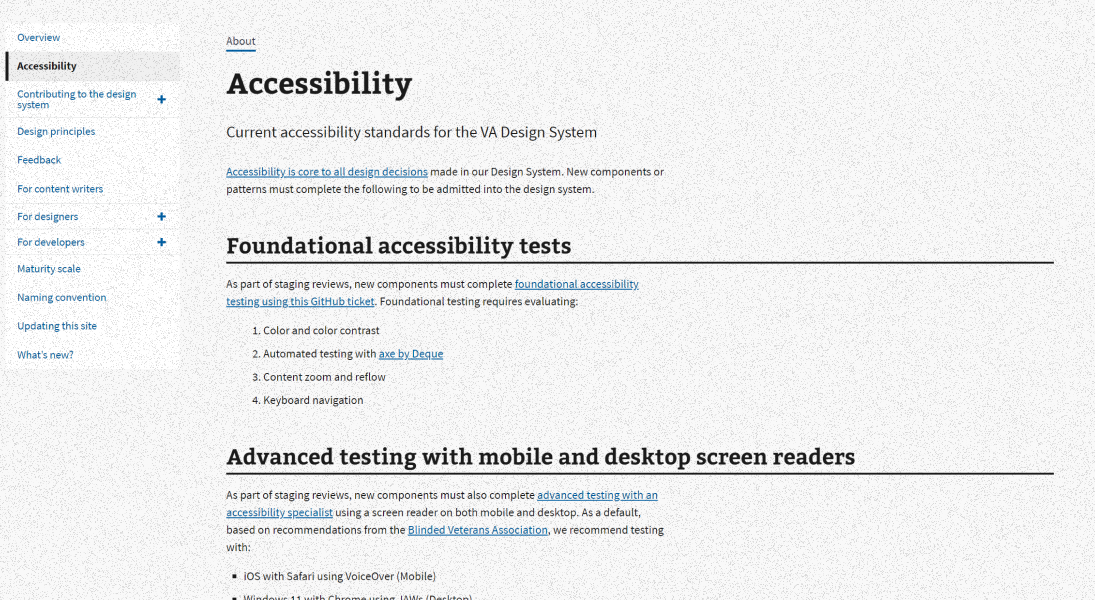 Overview
Accessibility
Contributing to the design
system
Design principles
Feedback
For content writers
For designers
For developers
Maturity scale
Naming convention
Updating this site
What's new?
About
Accessibility
Current accessibility standards for the VA Design System
Accessibility is core to all design decisions made in our Design System. New components or
patterns must complete the following to be admitted into the design system.
Foundational accessibility tests
As part of staging reviews, new components must complete foundational accessibility
testing using this GitHub ticket. Foundational testing requires evaluating:
1. Color and color contrast
2. Automated testing with axe by Deque
3. Content zoom and reflow
4. Keyboard navigation
Advanced testing with mobile and desktop screen readers
As part of staging reviews, new components must also complete advanced testing with an
accessibility specialist using a screen reader on both mobile and desktop. As a default,
based on recommendations from the Blinded Veterans Association, we recommend testing
with:
iOS with Safari using VoiceOver (Mobile)
Windows 11 with Chrome using JAWs (Desktop)